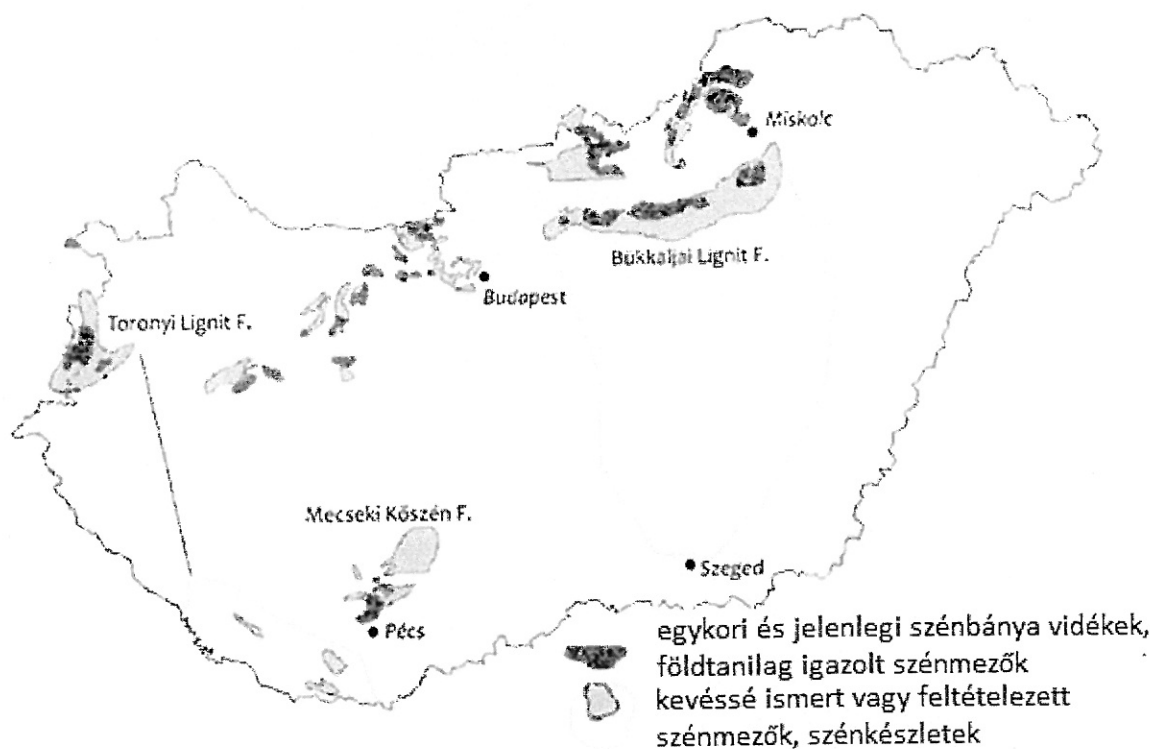 Miskolc
Bükkaljai Lignit F.
Budapest
Toronyi Lignit F.
Mecseki Kőszén F.
Szeged
Pécs
egykori és jelenlegi szénbánya vidékek,
földtanilag igazolt szénmezők
kevéssé ismert vagy feltételezett
szénmezők, szénkészletek